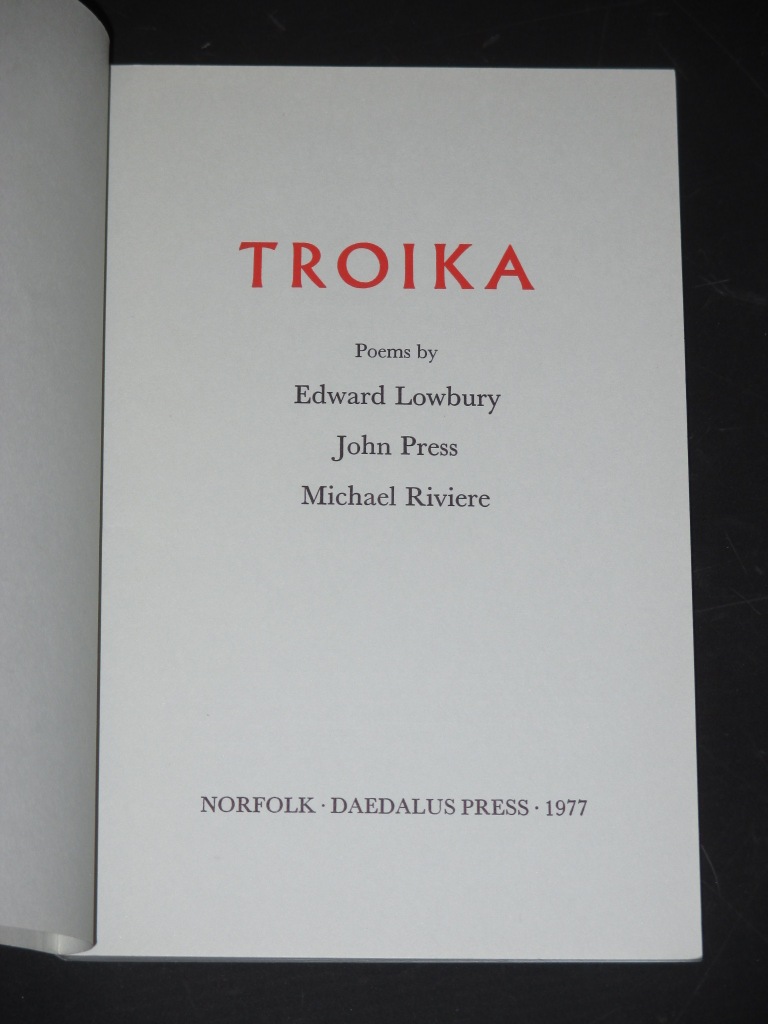 TROIKA
Poems by
Edward Lowbury
John Press
Michael Riviere
NORFOLK · DAEDALUS PRESS · 1977